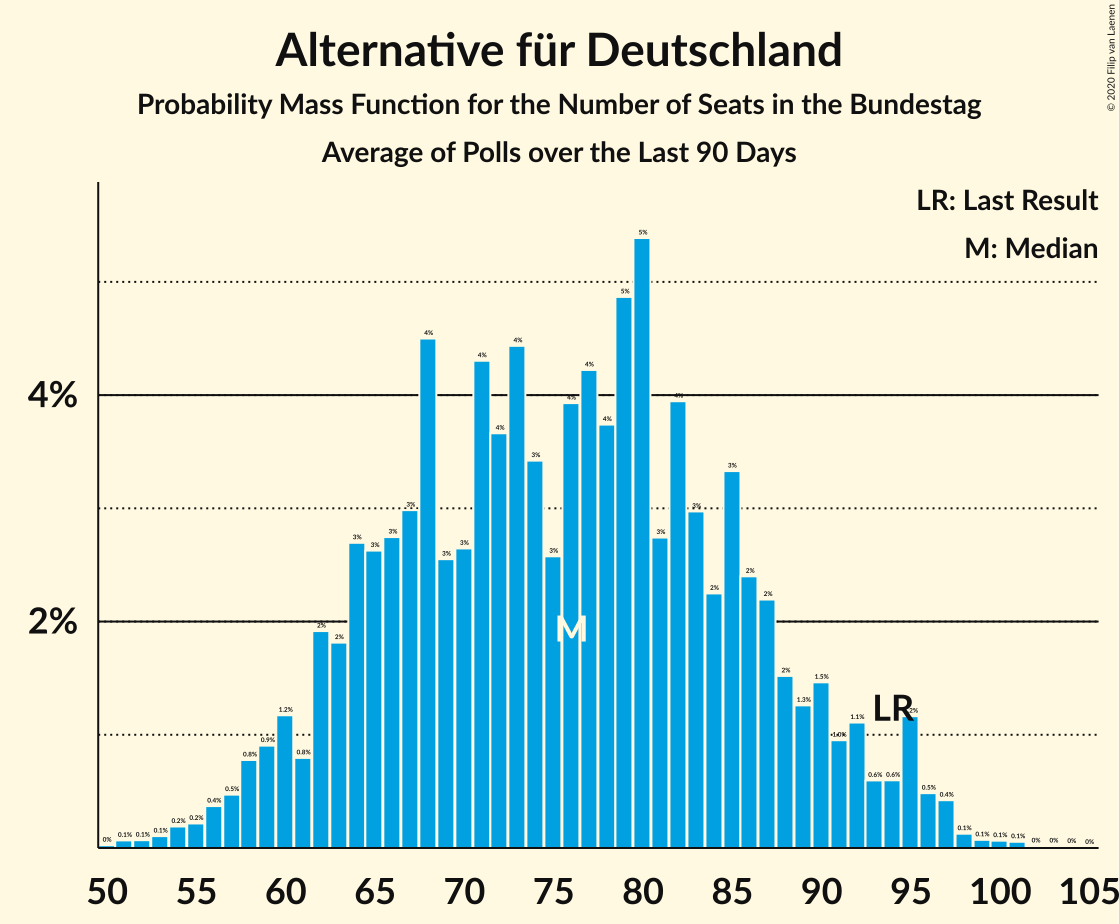 Alternative für Deutschland
Probability Mass Function for the Number of Seats in the Bundestag
Average of Polls over the Last 90 Days
© 2020 Filip van Laenen
LR: Last Result
M: Median
4%
2%
0% 0.1% 0.1% 0.1% 0.2% 0.2% 0.4% 0.5% 0.8% 0.9% 1.2% 0.8% 2% 2% 3% 3% 3% 3% 4% 3% 3% 4% 4% 4% 3% 3% 4% 4% 4% 5% 5% 3% 4% 3% 2% 3% 2% 2% 2% 1.3% 1.5% 1.0% 1.1% 0.6% 0.6% 0.5% 0.4% 0.1% 0.1% 0.1% 0.1% 0% 0% 0% 0%
M
LR
50 55 60 65 70 75 80 85 90 95 100 105